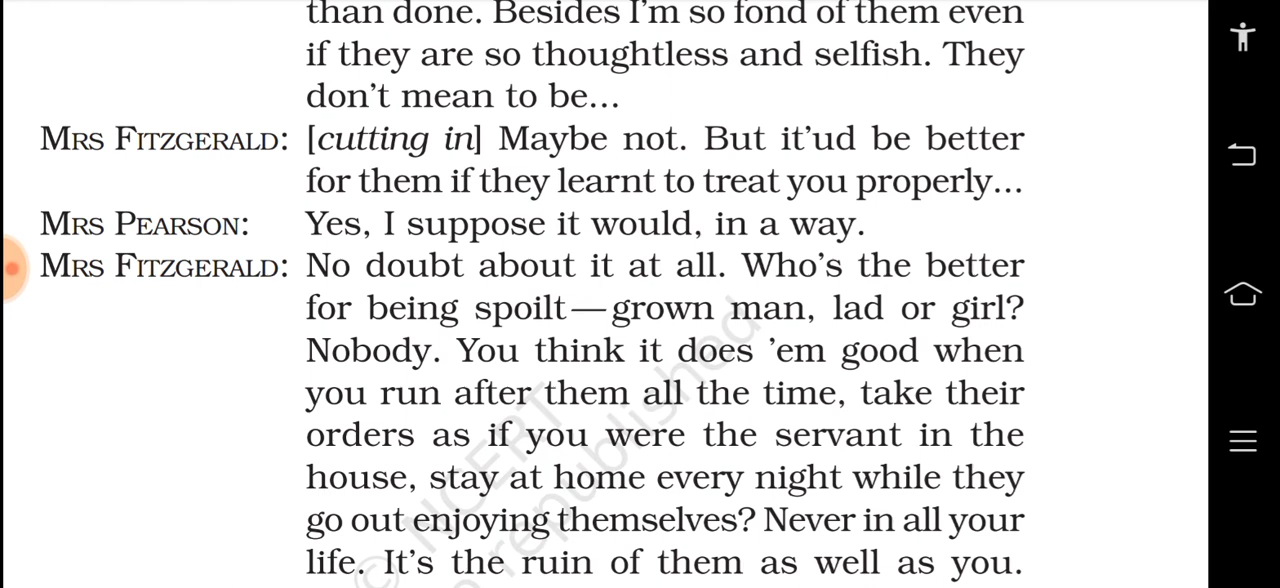 than done. Besides I'm so fond of them even
if they are so thoughtless and selfish. They
don't mean to be...
MRS FITZGERALD: [cutting in] Maybe not. But it'ud be better
for them if they learnt to treat you properly...
MRS PEARSON: Yes, I suppose it would, in a way.
MRS FITZGERALD: No doubt about it at all. Who's the better
for being spoilt—grown man, lad or girl?
Nobody. You think it does 'em good when
you run after them all the time, take their
orders as if you were the servant in the
house, stay at home every night while they
go out enjoying themselves? Never in all your
life. It's the ruin of them as well as you.
© NCERT
republished